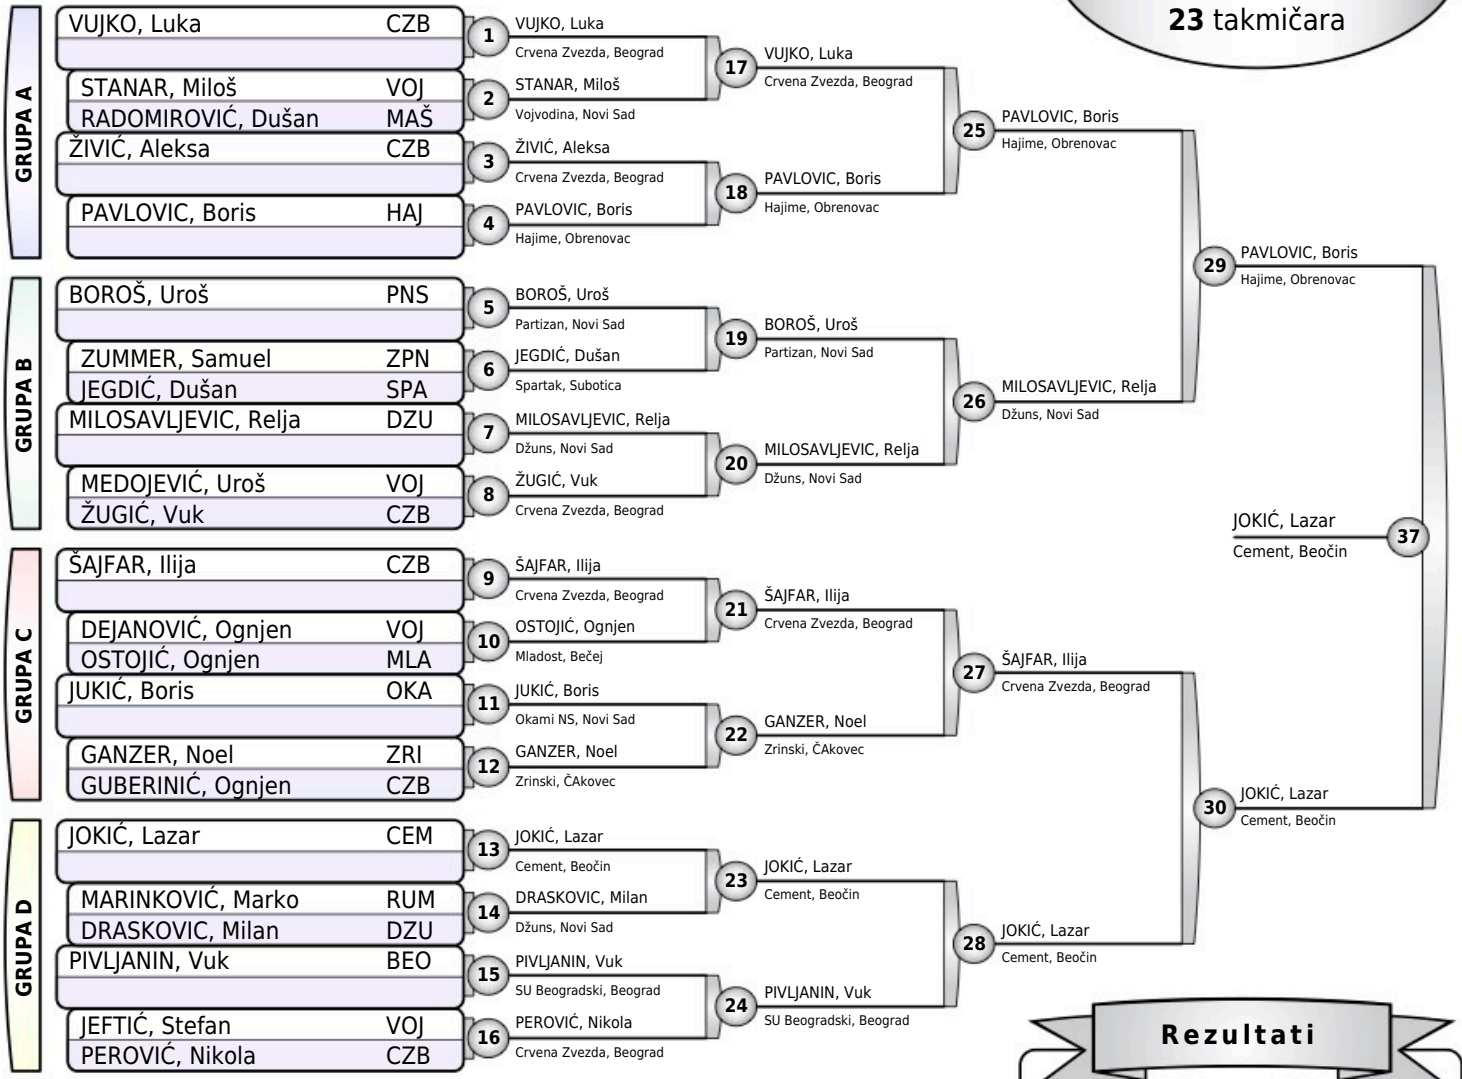 23 takmičara
GRUPA A
VUJKO, Luka CZB
STANAR, Miloš VOJ
RADOMIROVIĆ, Dušan MAŠ
ŽIVIĆ, Aleksa CZB
PAVLOVIC, Boris HAJ
GRUPA B
BOROŠ, Uroš PNS
ZUMMER, Samuel ZPN
JEGDIĆ, Dušan SPA
MILOSAVLJEVIC, Relja DZU
MEDOJEVIĆ, Uroš VOJ
ŽUGIĆ, Vuk CZB
GRUPA C
ŠAJFAR, Ilija CZB
DEJANOVIĆ, Ognjen VOJ
OSTOJIĆ, Ognjen MLA
JUKIĆ, Boris OKA
GANZER, Noel ZRI
GUBERINIĆ, Ognjen CZB
GRUPA D
JOKIĆ, Lazar CEM
MARINKOVIĆ, Marko RUM
DRASKOVIC, Milan DZU
PIVLJANIN, Vuk BEO
JEFTIĆ, Stefan VOJ
PEROVIĆ, Nikola CZB
1 VUJKO, Luka
Crvena Zvezda, Beograd
2 STANAR, Miloš
Vojvodina, Novi Sad
3 ŽIVIĆ, Aleksa
Crvena Zvezda, Beograd
4 PAVLOVIC, Boris
Hajime, Obrenovac
5 BOROŠ, Uroš
Partizan, Novi Sad
6 JEGDIĆ, Dušan
Spartak, Subotica
7 MILOSAVLJEVIC, Relja
Džuns, Novi Sad
8 ŽUGIĆ, Vuk
Crvena Zvezda, Beograd
9 ŠAJFAR, Ilija
Crvena Zvezda, Beograd
10 OSTOJIĆ, Ognjen
Mladost, Bečej
11 JUKIĆ, Boris
Okami NS, Novi Sad
12 GANZER, Noel
Zrinski, ČAkovec
13 JOKIĆ, Lazar
Cement, Beočin
14 DRASKOVIC, Milan
Džuns, Novi Sad
15 PIVLJANIN, Vuk
SU Beogradski, Beograd
16 PEROVIĆ, Nikola
Crvena Zvezda, Beograd
17 VUJKO, Luka
Crvena Zvezda, Beograd
18 PAVLOVIC, Boris
Hajime, Obrenovac
19 BOROŠ, Uroš
Partizan, Novi Sad
20 MILOSAVLJEVIC, Relja
Džuns, Novi Sad
21 ŠAJFAR, Ilija
Crvena Zvezda, Beograd
22 GANZER, Noel
Zrinski, ČAkovec
23 JOKIĆ, Lazar
Cement, Beočin
24 PIVLJANIN, Vuk
SU Beogradski, Beograd
25 PAVLOVIC, Boris
Hajime, Obrenovac
26 MILOSAVLJEVIC, Relja
Džuns, Novi Sad
27 ŠAJFAR, Ilija
Crvena Zvezda, Beograd
28 JOKIĆ, Lazar
Cement, Beočin
29 PAVLOVIC, Boris
Hajime, Obrenovac
30 JOKIĆ, Lazar
Cement, Beočin
JOKIĆ, Lazar 37
Cement, Beočin
Rezultati